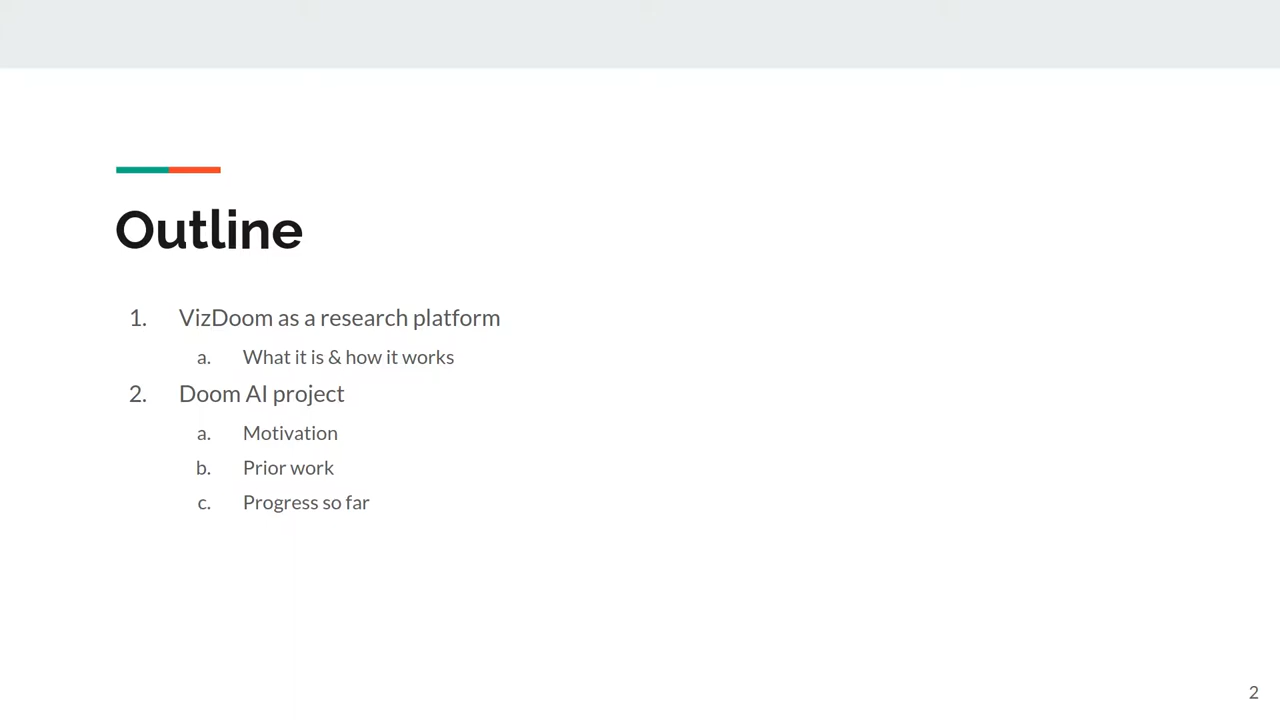 Outline
1. VizDoom as a research platform
a. What it is & how it works
2. Doom AI project
a. Motivation
b. Prior work
c. Progress so far
2